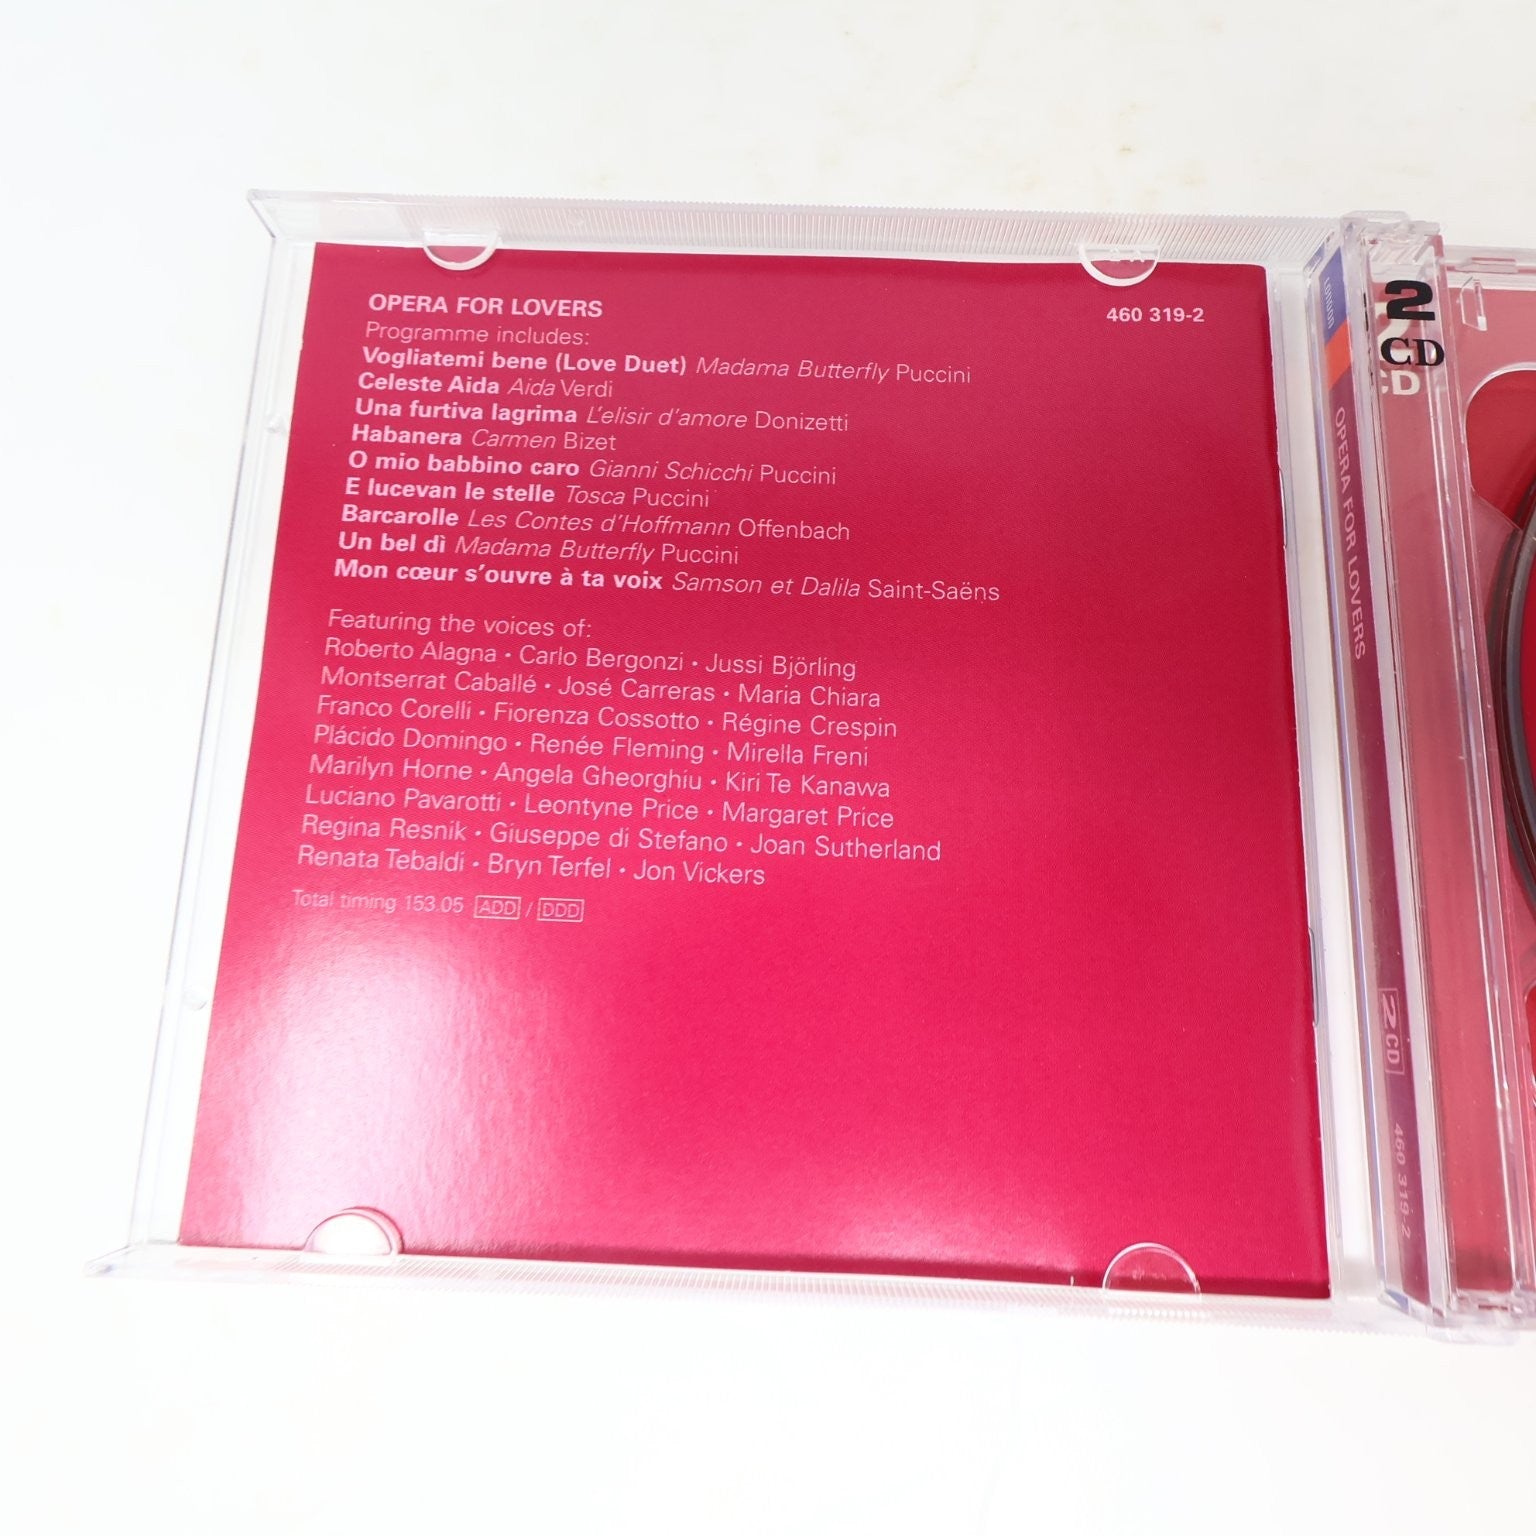 OPERA FOR LOVERS
460 319-2
Programme includes:
Vogliatemi bene (Love Duet) Madama Butterfly Puccini
Celeste Aida Aida Verdi
Una furtiva lagrima L'elisir d'amore Donizetti
Habanera Carmen Bizet
O mio babbino caro Gianni Schicchi Puccini
E lucevan le stelle Tosca Puccini
Barcarolle Les Contes d'Hoffmann Offenbach
Un bel dì Madama Butterfly Puccini
Mon cœur s'ouvre à ta voix Samson et Dalila Saint-Saëns
Featuring the voices of:
Roberto Alagna · Carlo Bergonzi · Jussi Björling
Montserrat Caballé · José Carreras · Maria Chiara
Franco Corelli · Fiorenza Cossotto · Régine Crespin
Plácido Domingo · Renée Fleming · Mirella Freni
Marilyn Horne · Angela Gheorghiu · Kiri Te Kanawa
Luciano Pavarotti · Leontyne Price · Margaret Price
Regina Resnik · Giuseppe di Stefano · Joan Sutherland
Renata Tebaldi · Bryn Terfel · Jon Vickers
Total timing 153.05 ADD / DDD
LONDON
OPERA FOR LOVERS
2 CD
460 319-2
2
CD
CD